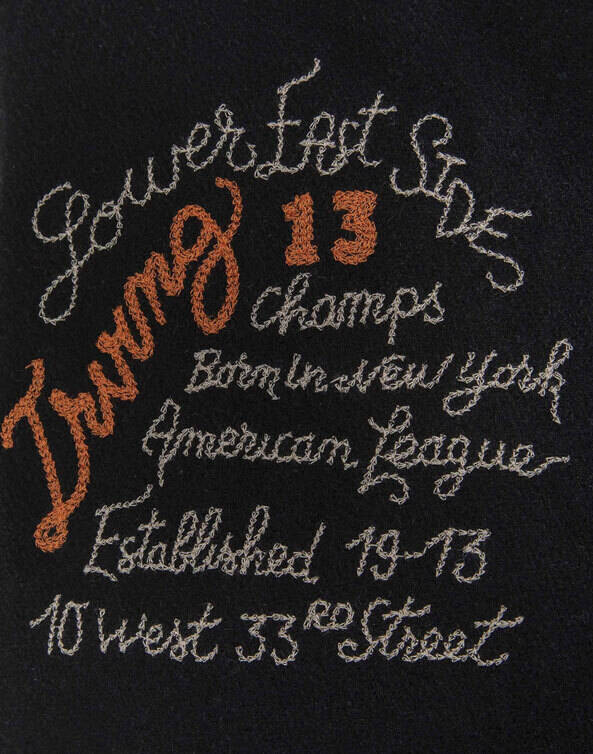 Lower East SIDE
Irving
13
Champs
Born in New York
American League
Established 19-13
10 West 33RD Street